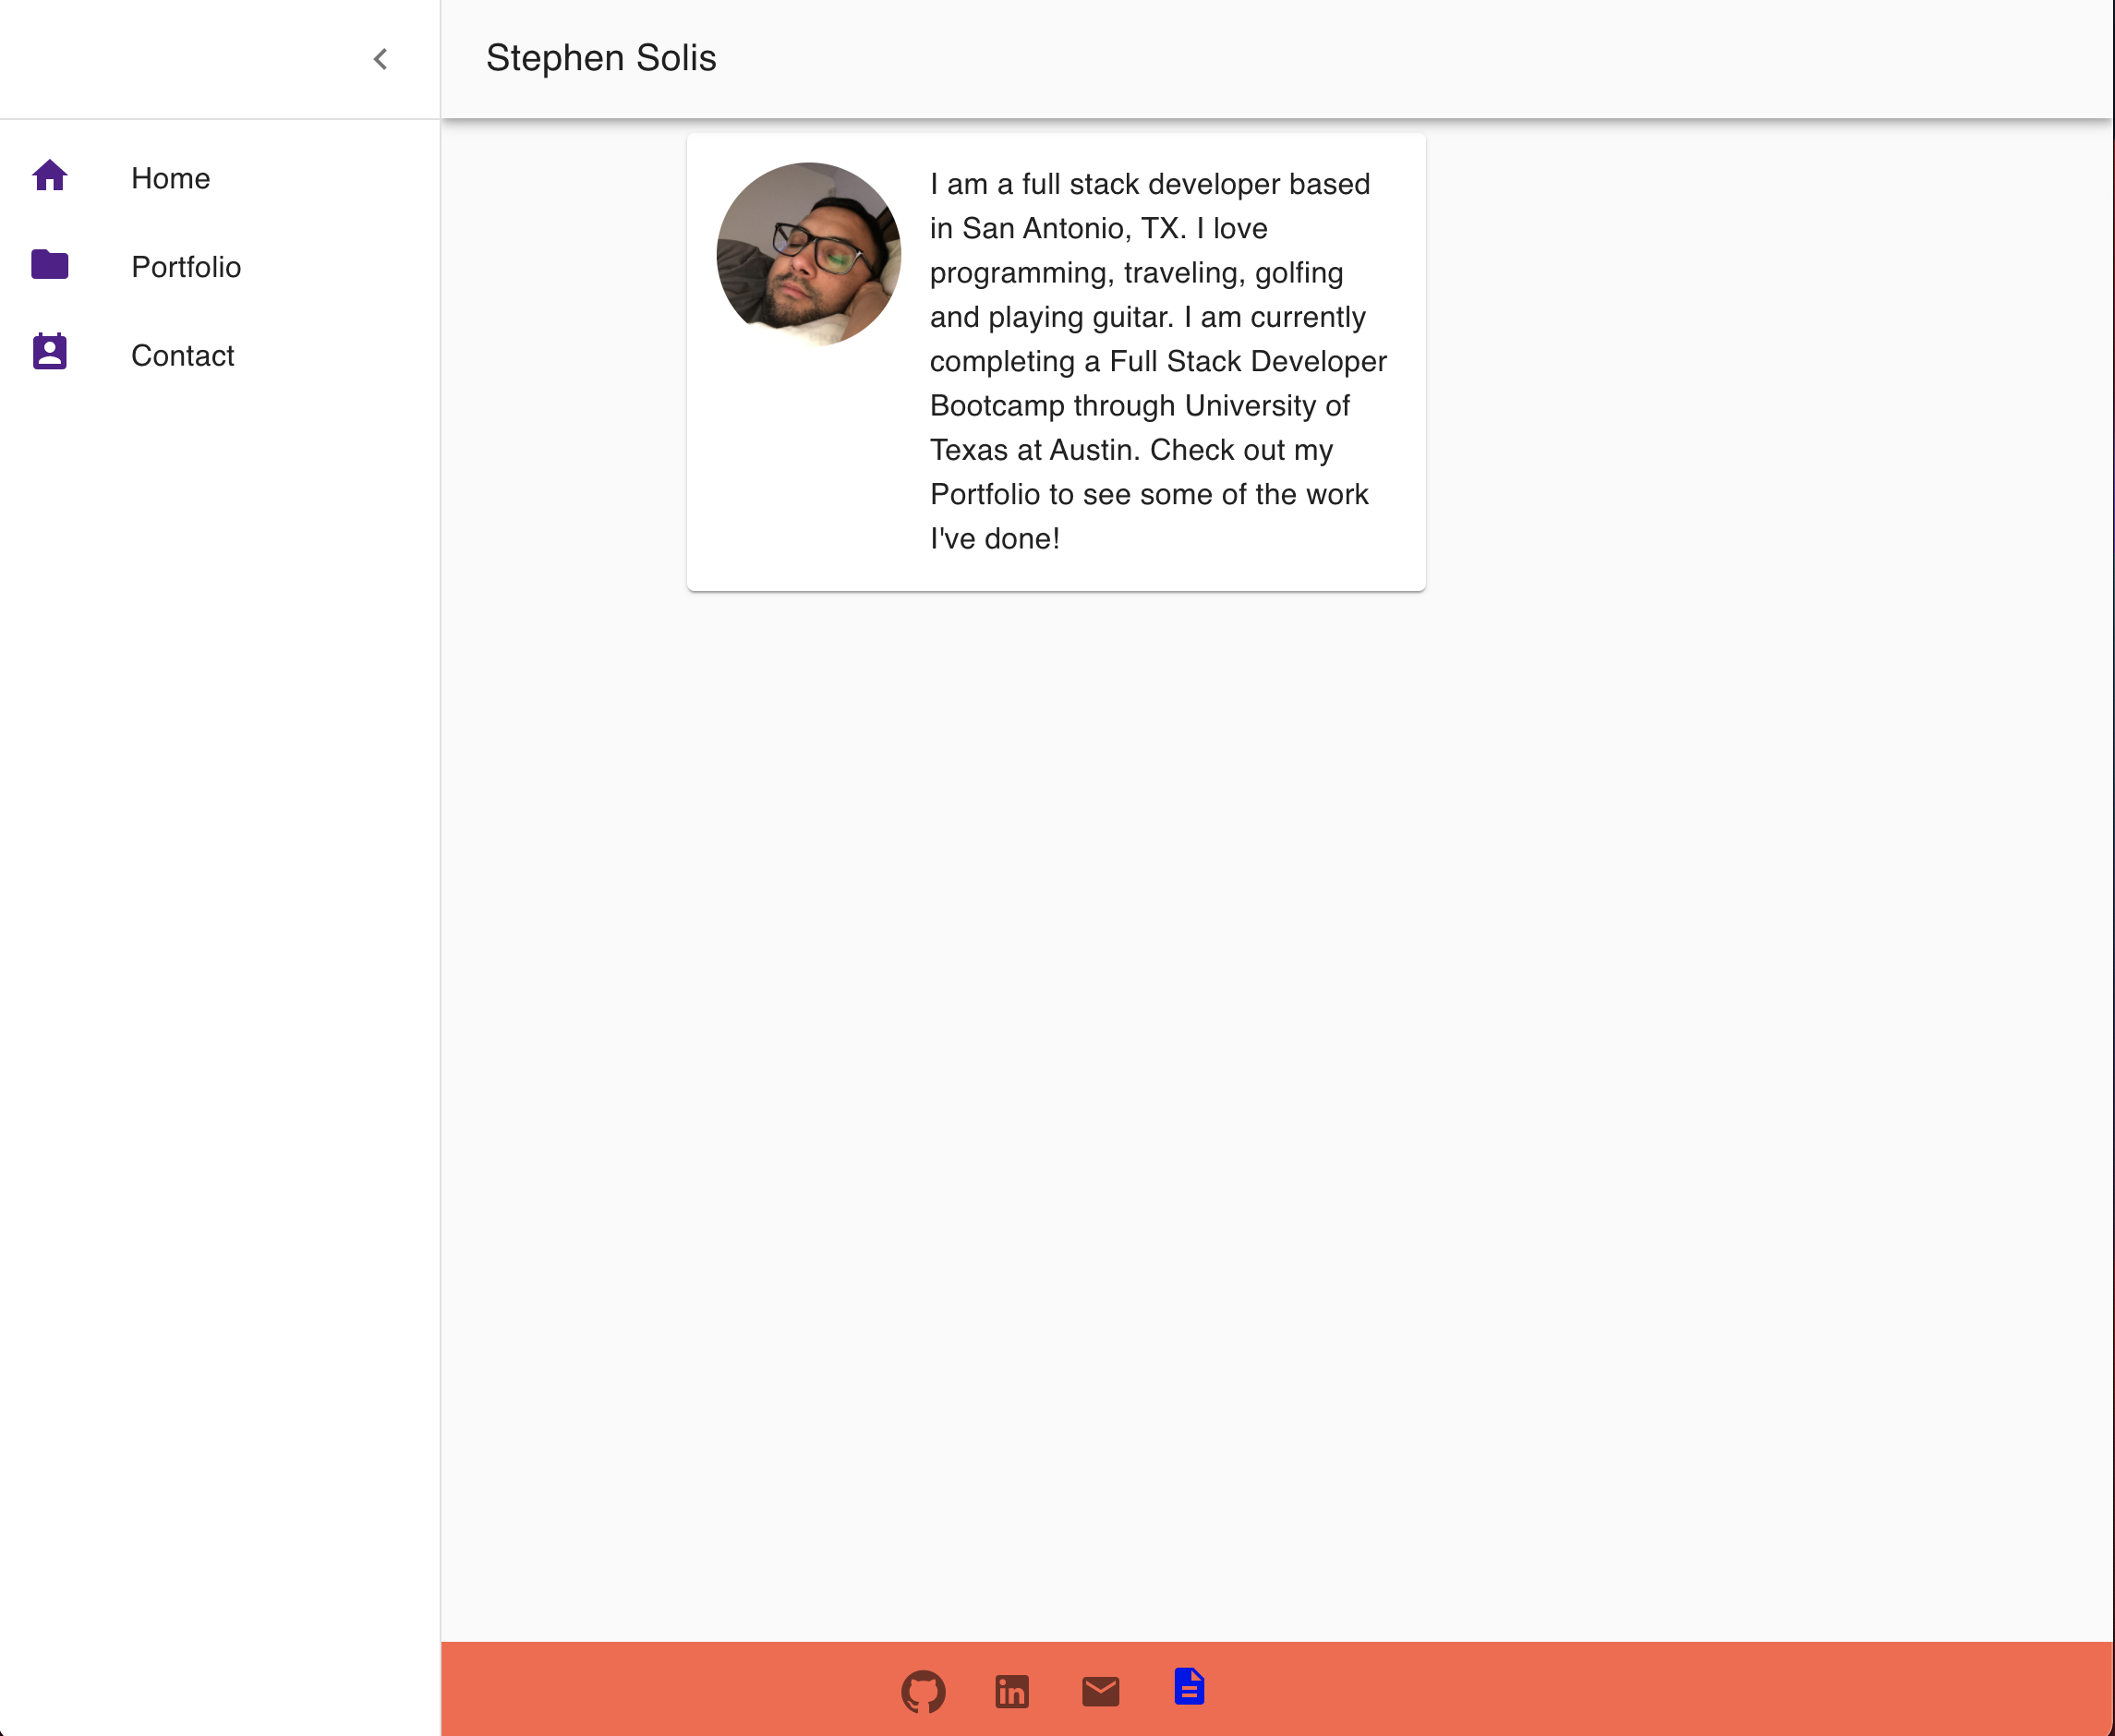 Stephen Solis
Home
Portfolio
Contact
I am a full stack developer based
in San Antonio, TX. I love
programming, traveling, golfing
and playing guitar. I am currently
completing a Full Stack Developer
Bootcamp through University of
Texas at Austin. Check out my
Portfolio to see some of the work
I've done!
in